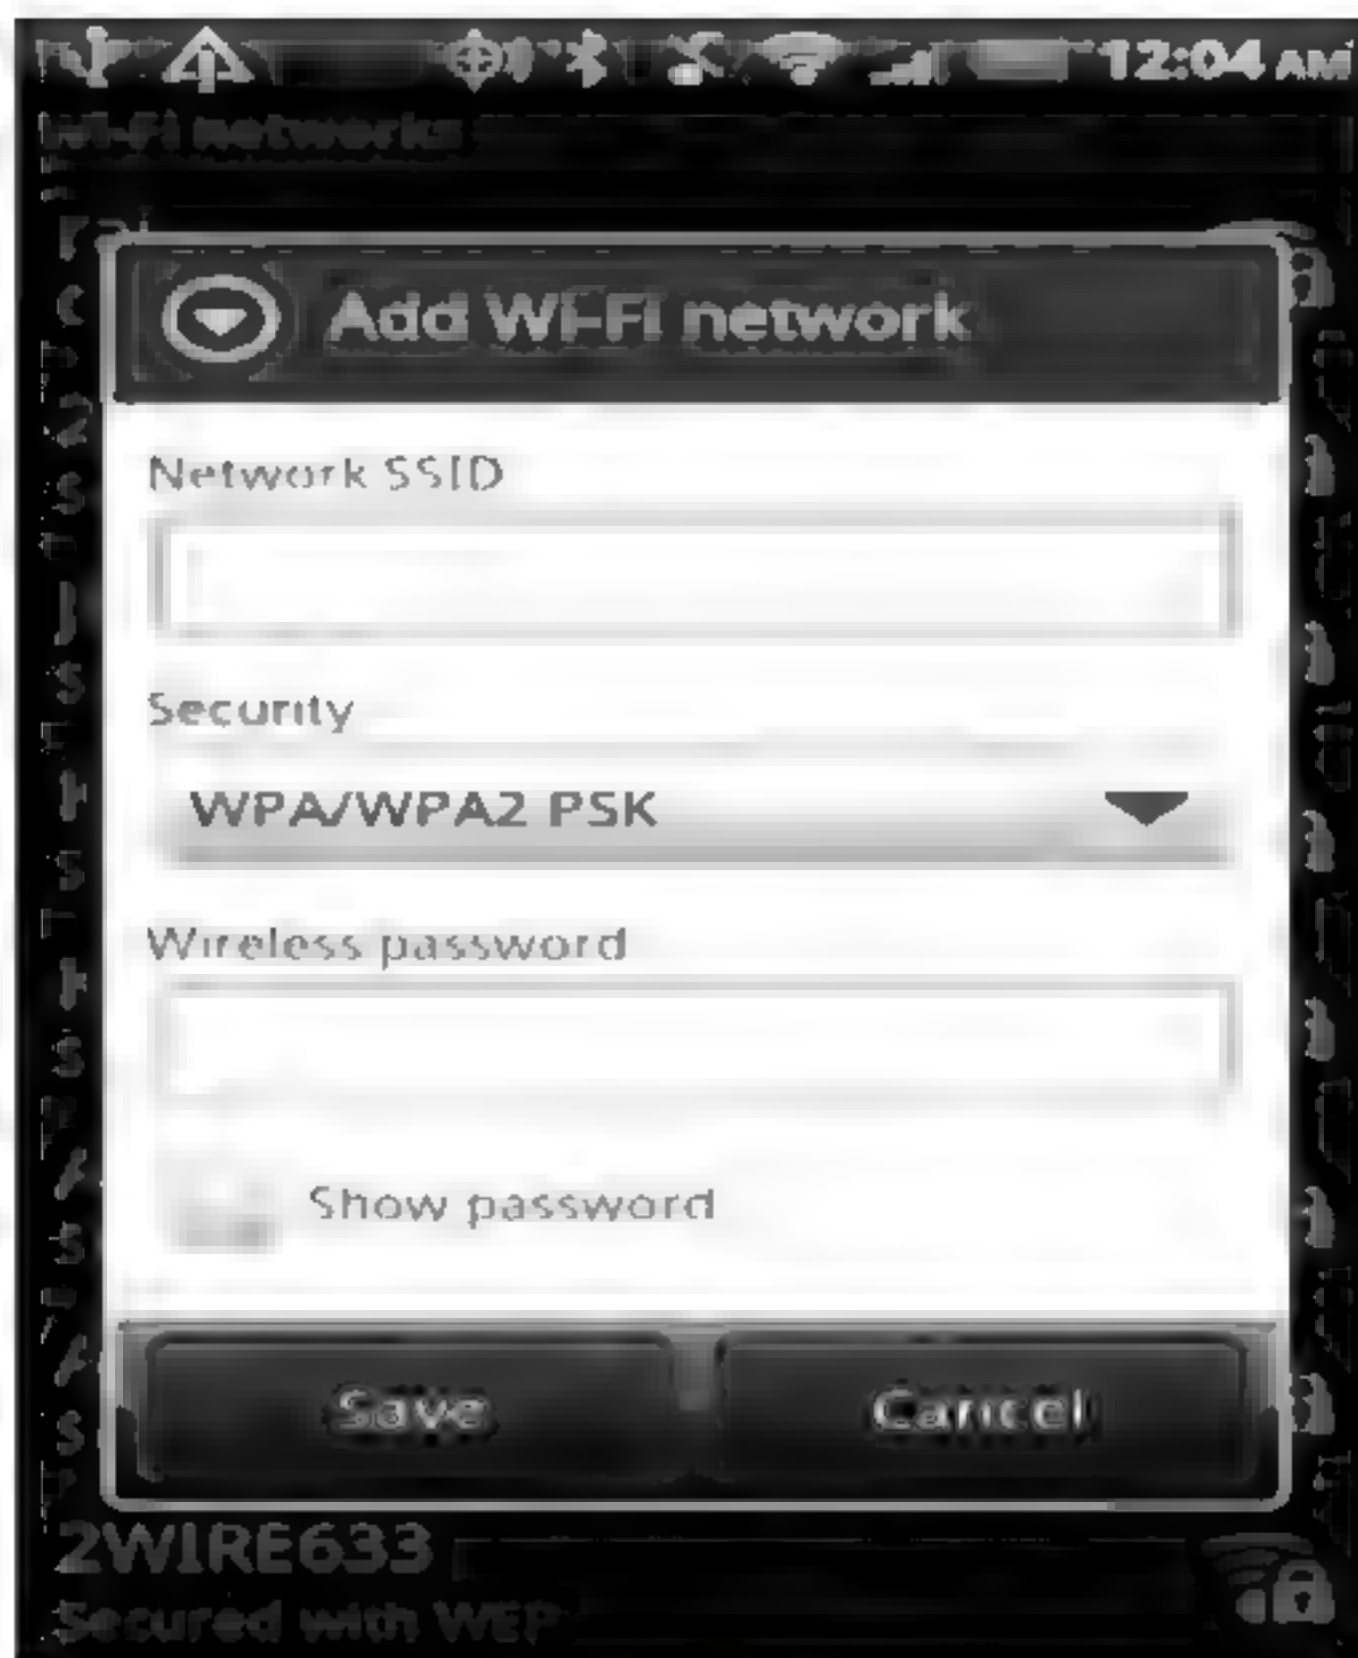 12:04 AM
Wi-Fi networks
Add Wi-Fi network
Network SSID
Security
WPA/WPA2 PSK
Wireless password
Show password
Save
Cancel
2WIRE633
Secured with WEP